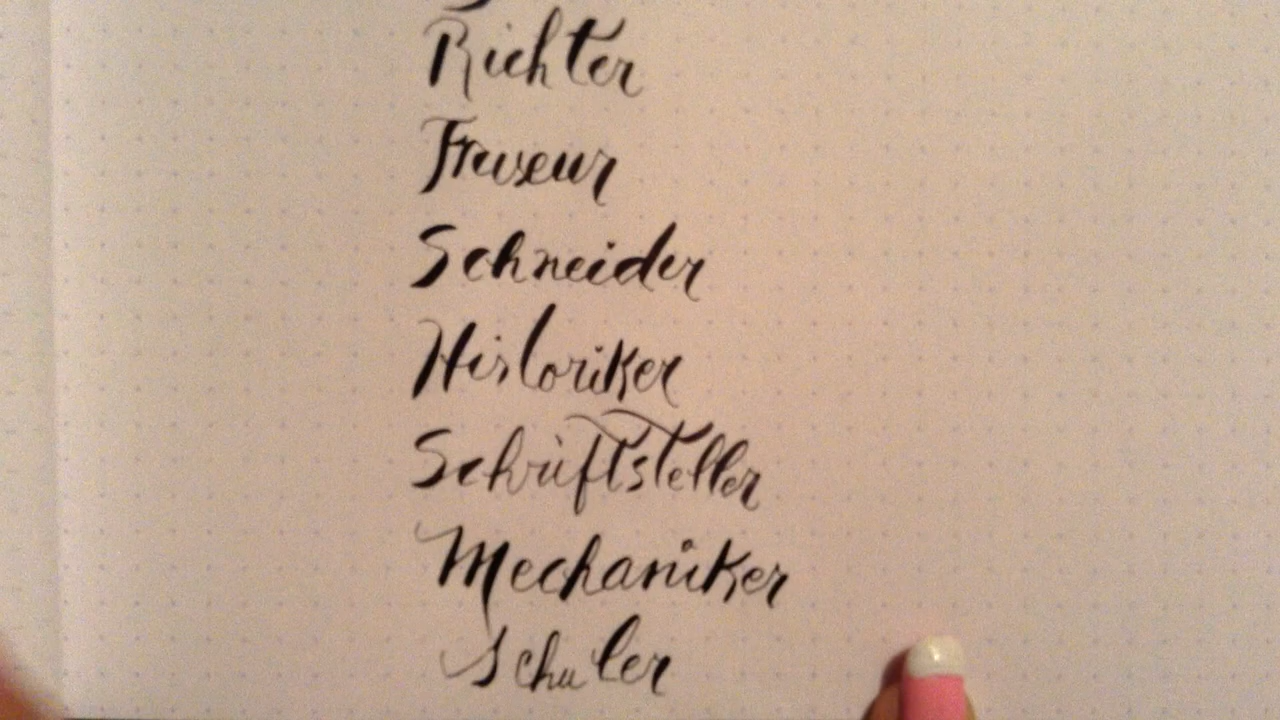 Richter
Friseur
Schneider
Historiker
Schriftsteller
Mechaniker
Schuler